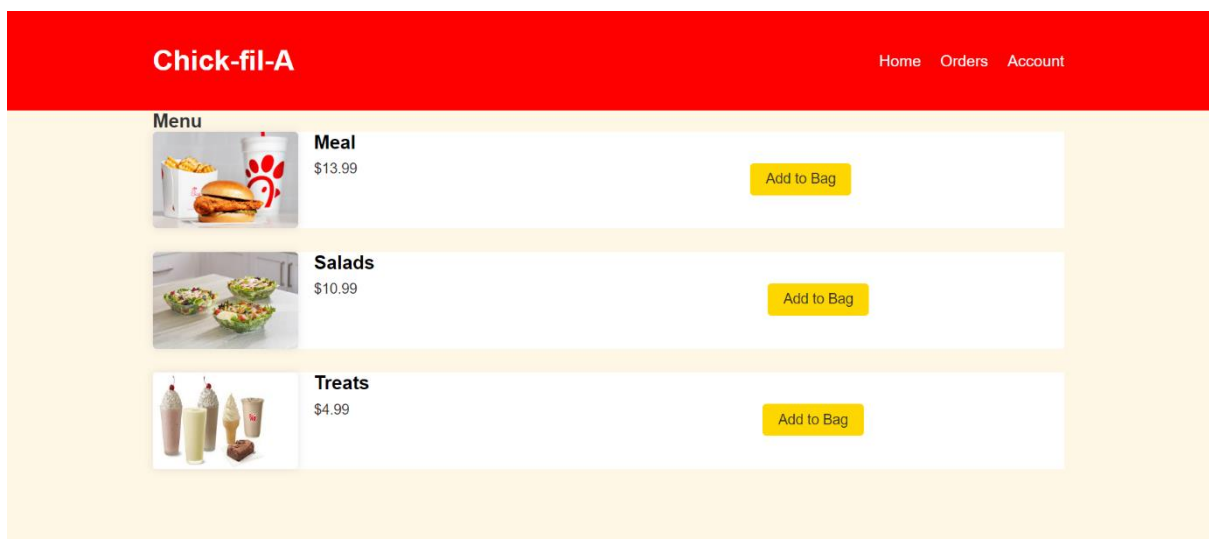 Chick-fil-A
Home Orders Account
Menu
Meal
$13.99
Add to Bag
Salads
$10.99
Add to Bag
Treats
$4.99
Add to Bag